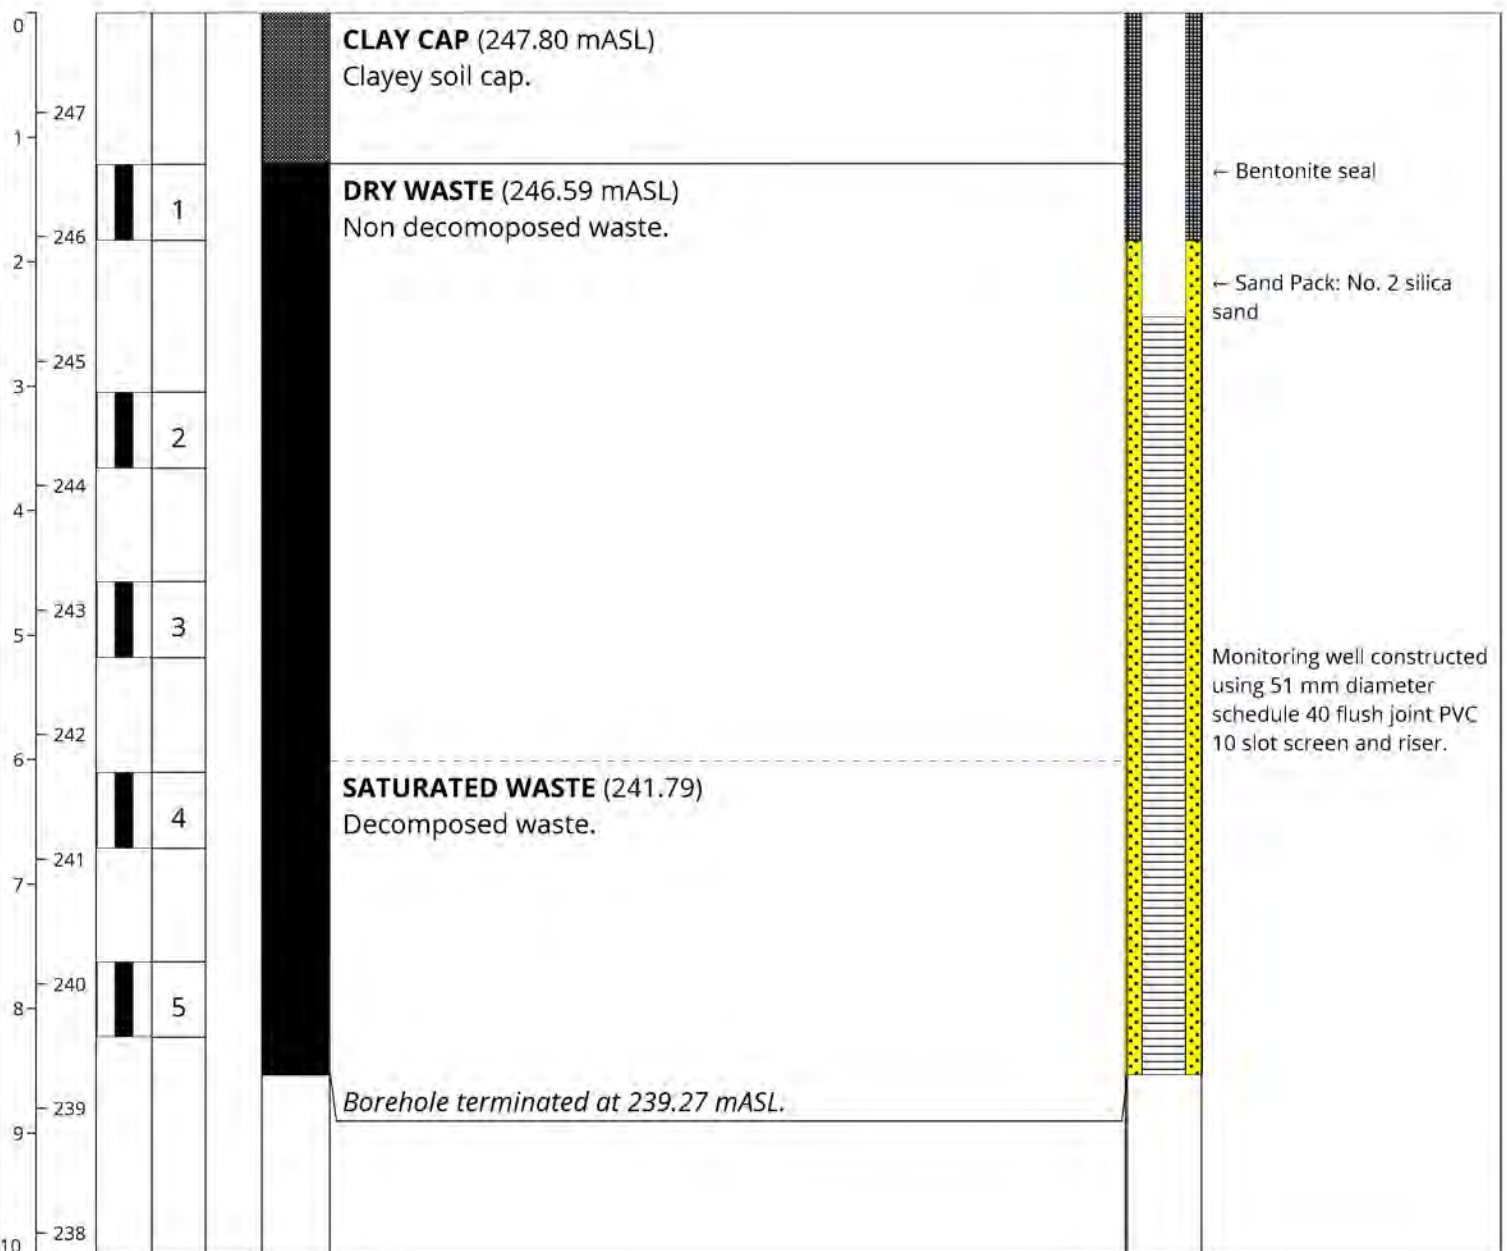 0
CLAY CAP (247.80 mASL)
Clayey soil cap.
247
1
← Bentonite seal
DRY WASTE (246.59 mASL)
1
Non decomoposed waste.
246
2
← Sand Pack: No. 2 silica
sand
245
3
2
244
4
243
3
5
Monitoring well constructed
using 51 mm diameter
schedule 40 flush joint PVC
10 slot screen and riser.
242
6
SATURATED WASTE (241.79)
4
Decomposed waste.
241
7
240
5
8
Borehole terminated at 239.27 mASL.
239
9
238
10